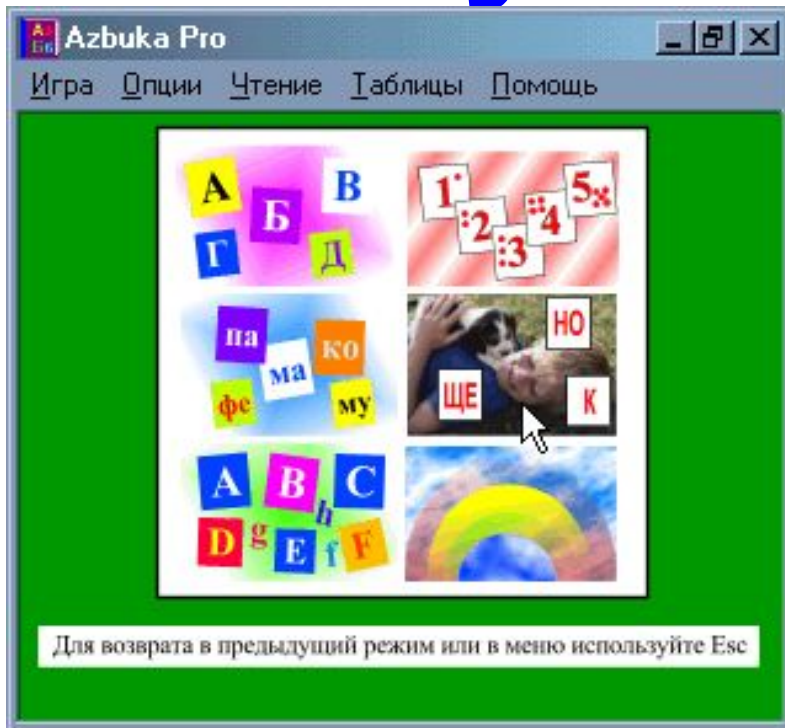 Azbuka Pro
Игра Опции Чтение Таблицы Помощь
А Б В
Г Д
1 2 3 4 5
па ма ко
фе му
НО
ЩЕ К
A B C
D g E h f F
Для возврата в предыдущий режим или в меню используйте Esc